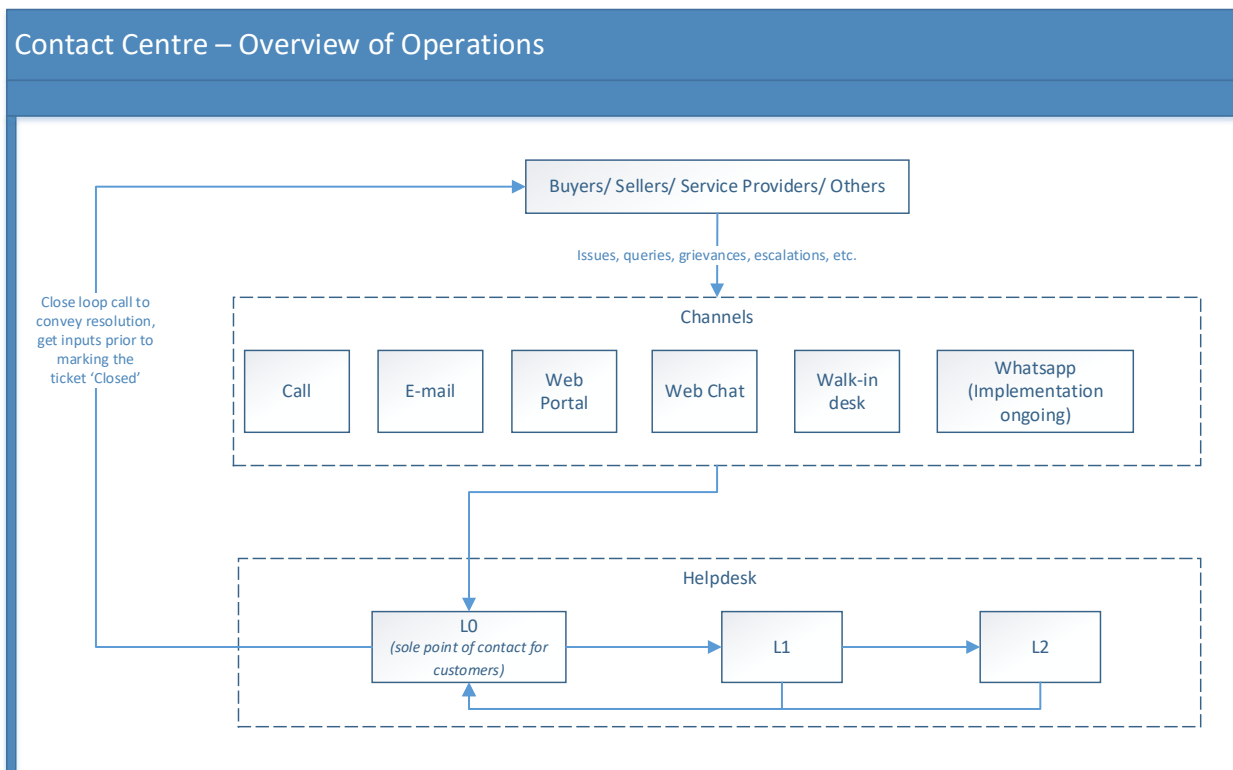 Contact Centre – Overview of Operations
Buyers/ Sellers/ Service Providers/ Others
Issues, queries, grievances, escalations, etc.
Close loop call to
convey resolution,
get inputs prior to
marking the
ticket ‘Closed’
Channels
Call
E-mail
Web
Portal
Web Chat
Walk-in
desk
Whatsapp
(Implementation
ongoing)
Helpdesk
L0
(sole point of contact for
customers)
L1
L2